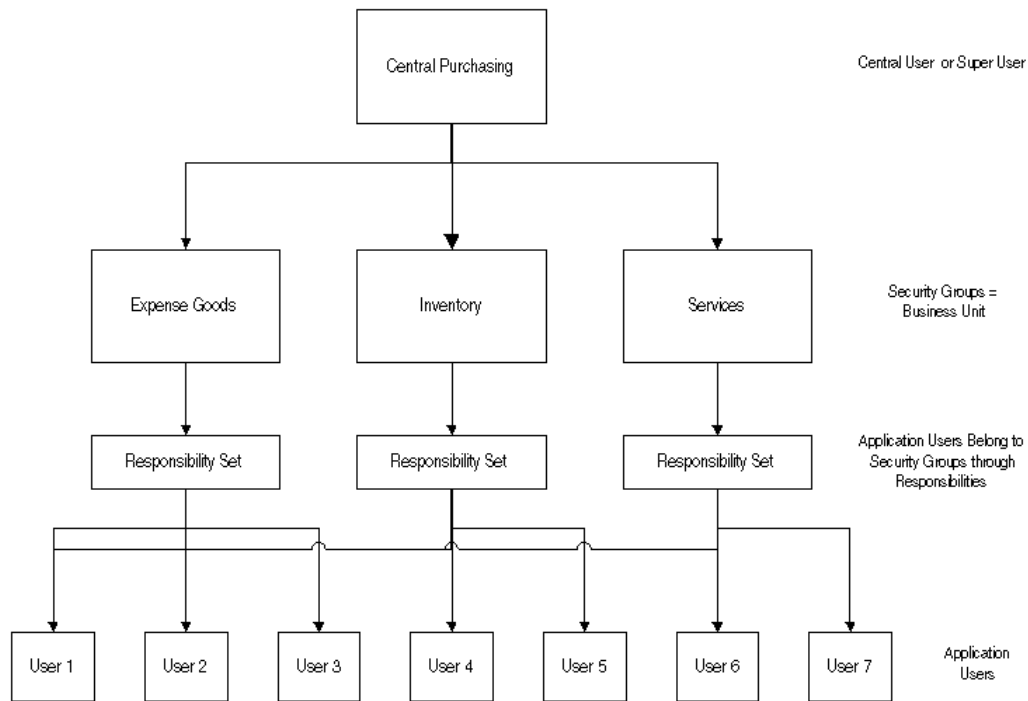 Central Purchasing
Central User or Super User
Expense Goods
Inventory
Services
Security Groups =
Business Unit
Responsibility Set
Responsibility Set
Responsibility Set
Application Users Belong to
Security Groups through
Responsibilities
User 1
User 2
User 3
User 4
User 5
User 6
User 7
Application
Users